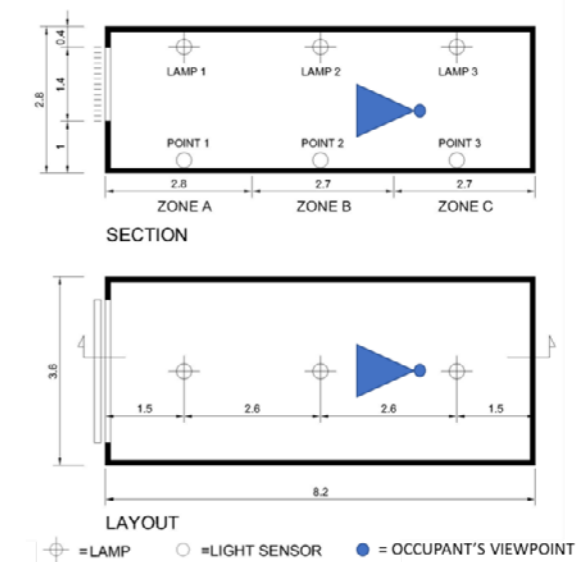 0.4
2.8
1.4
1
LAMP 1 LAMP 2 LAMP 3
POINT 1 POINT 2 POINT 3
2.8 2.7 2.7
ZONE A ZONE B ZONE C
SECTION
3.6
1.5 2.6 2.6 1.5
8.2
LAYOUT
=LAMP =LIGHT SENSOR = OCCUPANT'S VIEWPOINT